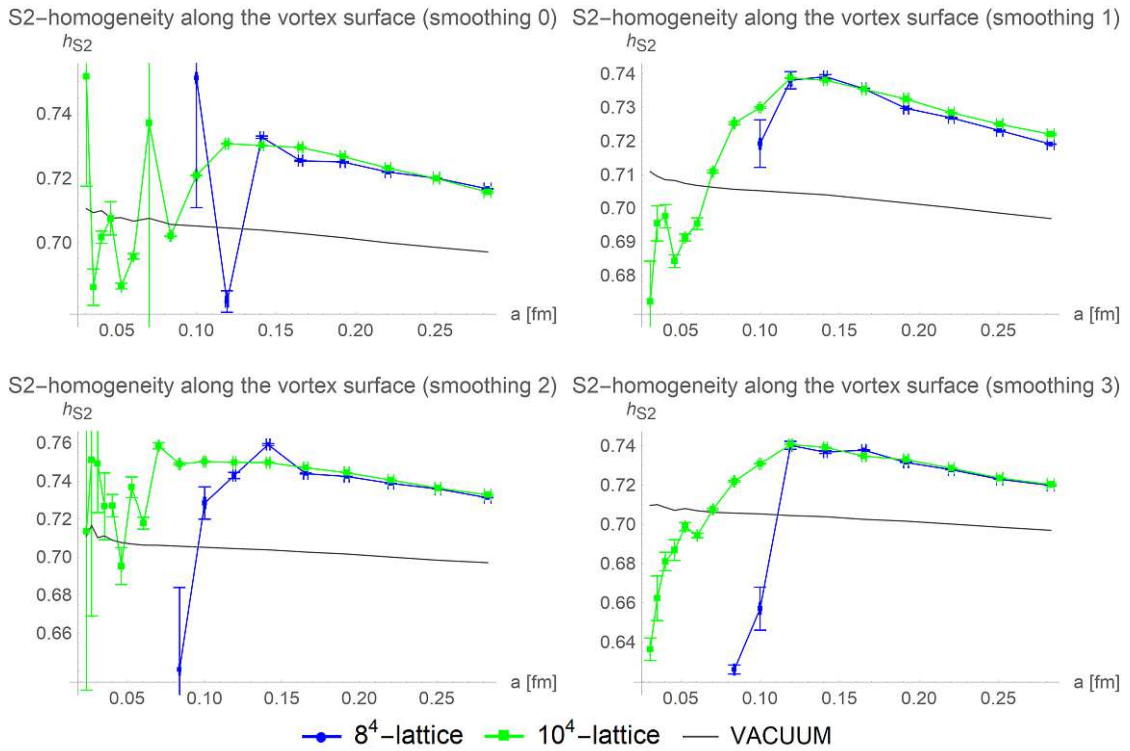 S2−homogeneity along the vortex surface (smoothing 0)
hS2
0.74
0.72
0.70
0.05 0.10 0.15 0.20 0.25
a [fm]
S2−homogeneity along the vortex surface (smoothing 1)
hS2
0.74
0.73
0.72
0.71
0.70
0.69
0.68
0.05 0.10 0.15 0.20 0.25
a [fm]
S2−homogeneity along the vortex surface (smoothing 2)
hS2
0.76
0.74
0.72
0.70
0.68
0.66
0.05 0.10 0.15 0.20 0.25
a [fm]
S2−homogeneity along the vortex surface (smoothing 3)
hS2
0.74
0.72
0.70
0.68
0.66
0.64
0.05 0.10 0.15 0.20 0.25
a [fm]
8⁴−lattice 10⁴−lattice VACUUM